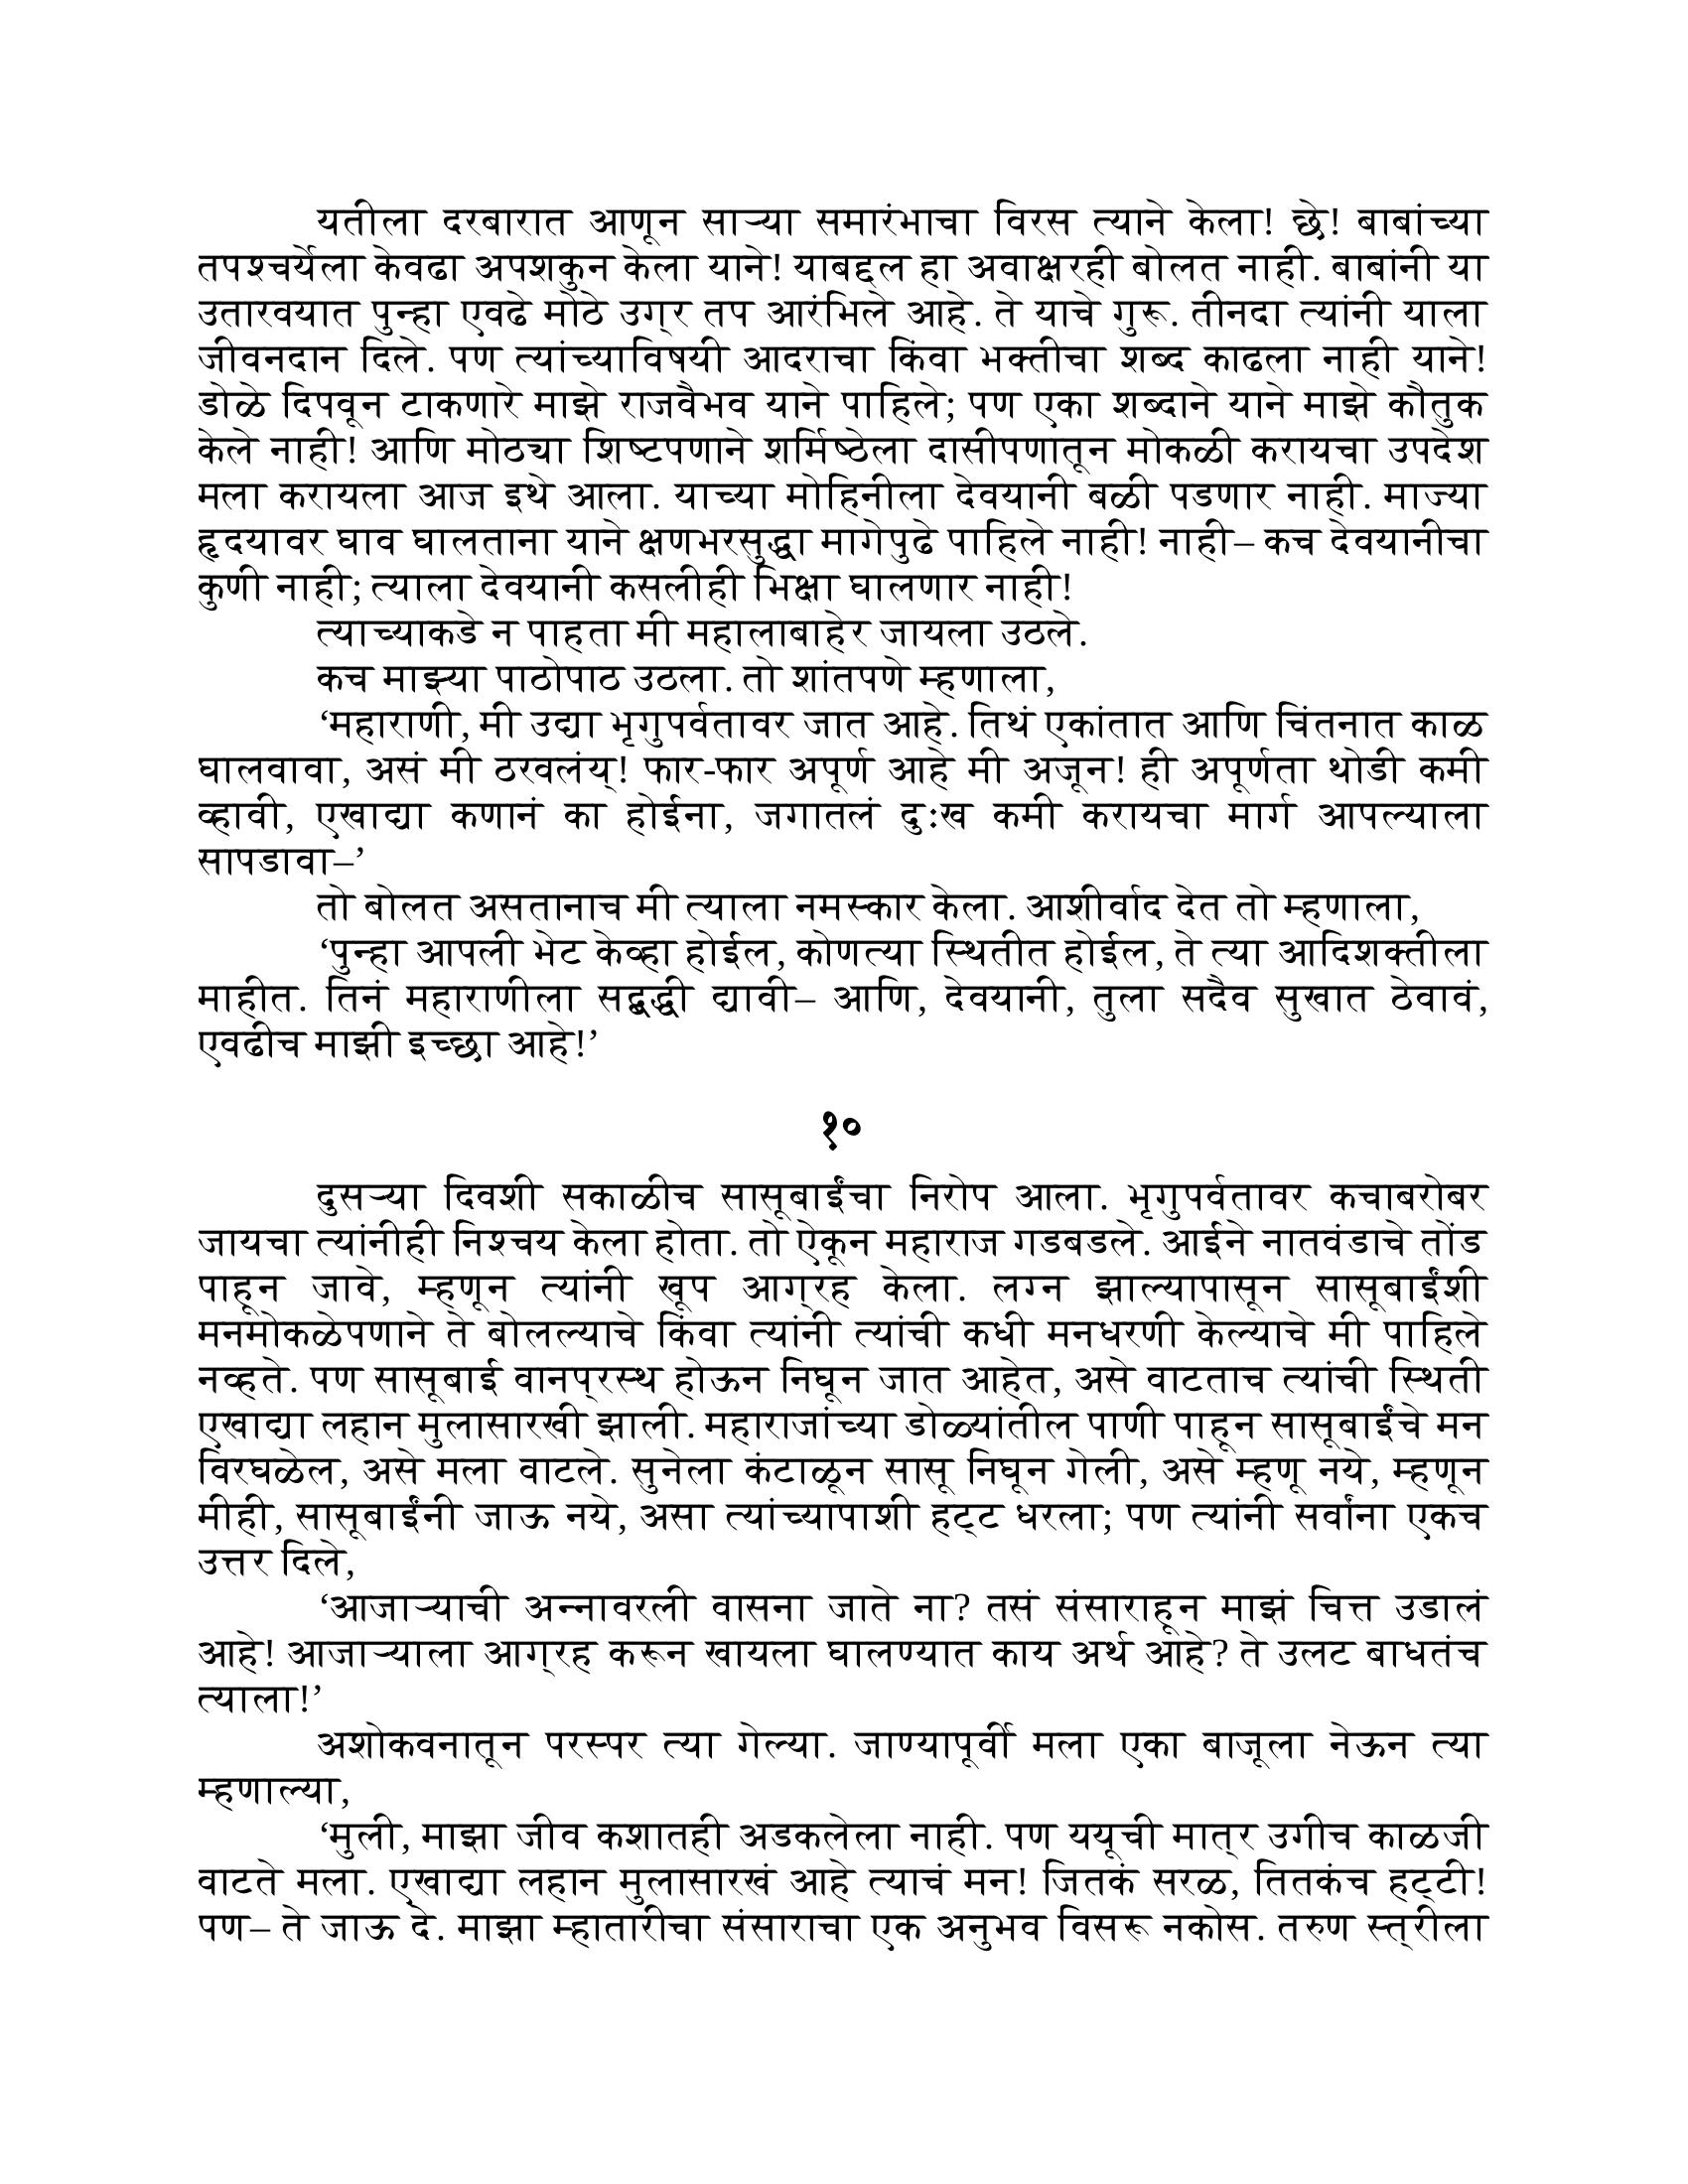 यतीला दरबारात आणून साऱ्या समारंभाचा विरस त्याने केला! छे! बाबांच्या
तपश्चर्येला केवढा अपशकुन केला याने! याबद्दल हा अवाक्षरही बोलत नाही. बाबांनी या
उतारवयात पुन्हा एवढे मोठे उग्र तप आरंभिले आहे. ते याचे गुरू. तीनदा त्यांनी याला
जीवनदान दिले. पण त्यांच्याविषयी आदराचा किंवा भक्तीचा शब्द काढला नाही याने!
डोळे दिपवून टाकणारे माझे राजवैभव याने पाहिले; पण एका शब्दाने याने माझे कौतुक
केले नाही! आणि मोठ्या शिष्टपणाने शर्मिष्ठेला दासीपणातून मोकळी करायचा उपदेश
मला करायला आज इथे आला. याच्या मोहिनीला देवयानी बळी पडणार नाही. माज्या
हृदयावर घाव घालताना याने क्षणभरसुद्धा मागेपुढे पाहिले नाही! नाही– कच देवयानीचा
कुणी नाही; त्याला देवयानी कसलीही भिक्षा घालणार नाही!
त्याच्याकडे न पाहता मी महालाबाहेर जायला उठले.
कच माझ्या पाठोपाठ उठला. तो शांतपणे म्हणाला,
‘महाराणी, मी उद्या भृगुपर्वतावर जात आहे. तिथं एकांतात आणि चिंतनात काळ
घालवावा, असं मी ठरवलंय्! फार-फार अपूर्ण आहे मी अजून! ही अपूर्णता थोडी कमी
व्हावी, एखाद्या कणानं का होईना, जगातलं दुःख कमी करायचा मार्ग आपल्याला
सापडावा–’
तो बोलत असतानाच मी त्याला नमस्कार केला. आशीर्वाद देत तो म्हणाला,
‘पुन्हा आपली भेट केव्हा होईल, कोणत्या स्थितीत होईल, ते त्या आदिशक्तीला
माहीत. तिनं महाराणीला सद्बुद्धी द्यावी– आणि, देवयानी, तुला सदैव सुखात ठेवावं,
एवढीच माझी इच्छा आहे!’
१०
दुसऱ्या दिवशी सकाळीच सासूबाईंचा निरोप आला. भृगुपर्वतावर कचाबरोबर
जायचा त्यांनीही निश्चय केला होता. तो ऐकून महाराज गडबडले. आईने नातवंडाचे तोंड
पाहून जावे, म्हणून त्यांनी खूप आग्रह केला. लग्न झाल्यापासून सासूबाईंशी
मनमोकळेपणाने ते बोलल्याचे किंवा त्यांनी त्यांची कधी मनधरणी केल्याचे मी पाहिले
नव्हते. पण सासूबाई वानप्रस्थ होऊन निघून जात आहेत, असे वाटताच त्यांची स्थिती
एखाद्या लहान मुलासारखी झाली. महाराजांच्या डोळ्यांतील पाणी पाहून सासूबाईंचे मन
विरघळेल, असे मला वाटले. सुनेला कंटाळून सासू निघून गेली, असे म्हणू नये, म्हणून
मीही, सासूबाईंनी जाऊ नये, असा त्यांच्यापाशी हट्ट धरला; पण त्यांनी सर्वांना एकच
उत्तर दिले,
‘आजाऱ्याची अन्नावरली वासना जाते ना? तसं संसाराहून माझं चित्त उडालं
आहे! आजाऱ्याला आग्रह करून खायला घालण्यात काय अर्थ आहे? ते उलट बाधतंच
त्याला!’
अशोकवनातून परस्पर त्या गेल्या. जाण्यापूर्वी मला एका बाजूला नेऊन त्या
म्हणाल्या,
‘मुली, माझा जीव कशातही अडकलेला नाही. पण ययूची मात्र उगीच काळजी
वाटते मला. एखाद्या लहान मुलासारखं आहे त्याचं मन! जितकं सरळ, तितकंच हट्टी!
पण– ते जाऊ दे. माझा म्हातारीचा संसाराचा एक अनुभव विसरू नकोस. तरुण स्त्रीला